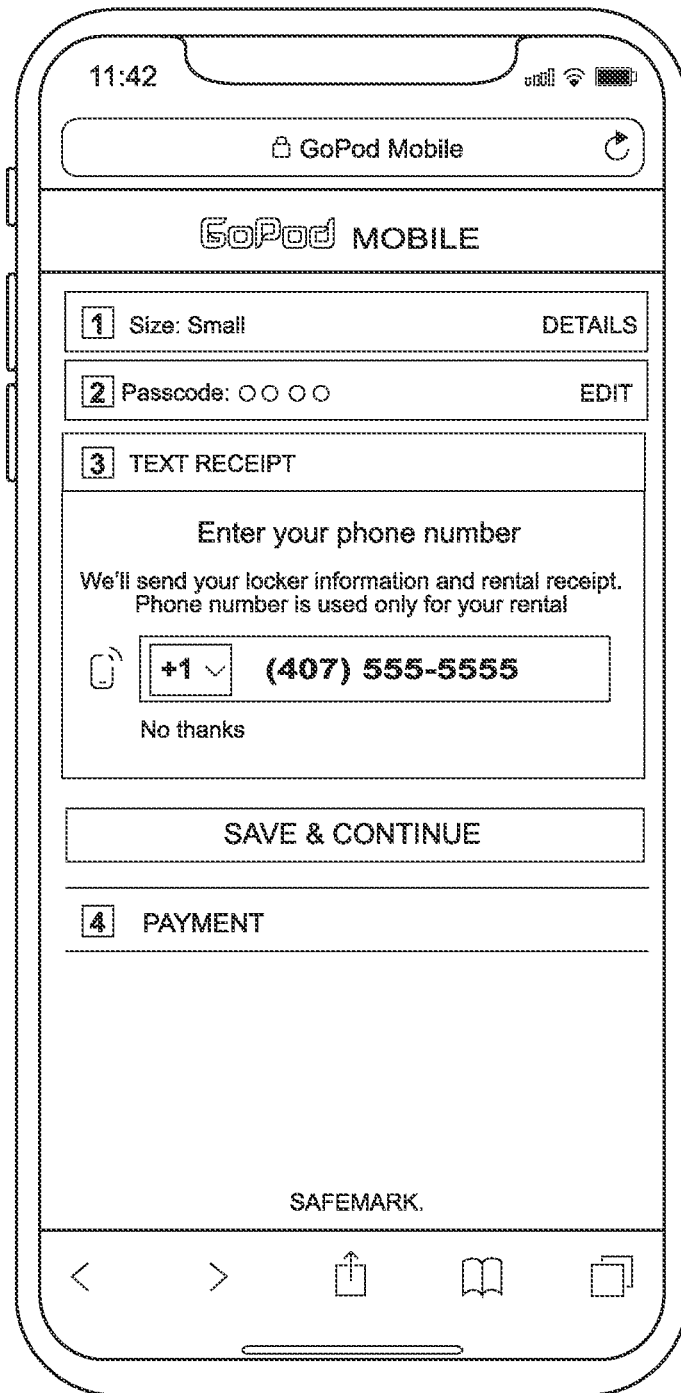 11:42
GoPod Mobile
GoPod MOBILE
1 Size: Small DETAILS
2 Passcode: EDIT
3 TEXT RECEIPT
Enter your phone number
We'll send your locker information and rental receipt.
Phone number is used only for your rental
+1 (407) 555-5555
No thanks
SAVE & CONTINUE
4 PAYMENT
SAFEMARK.